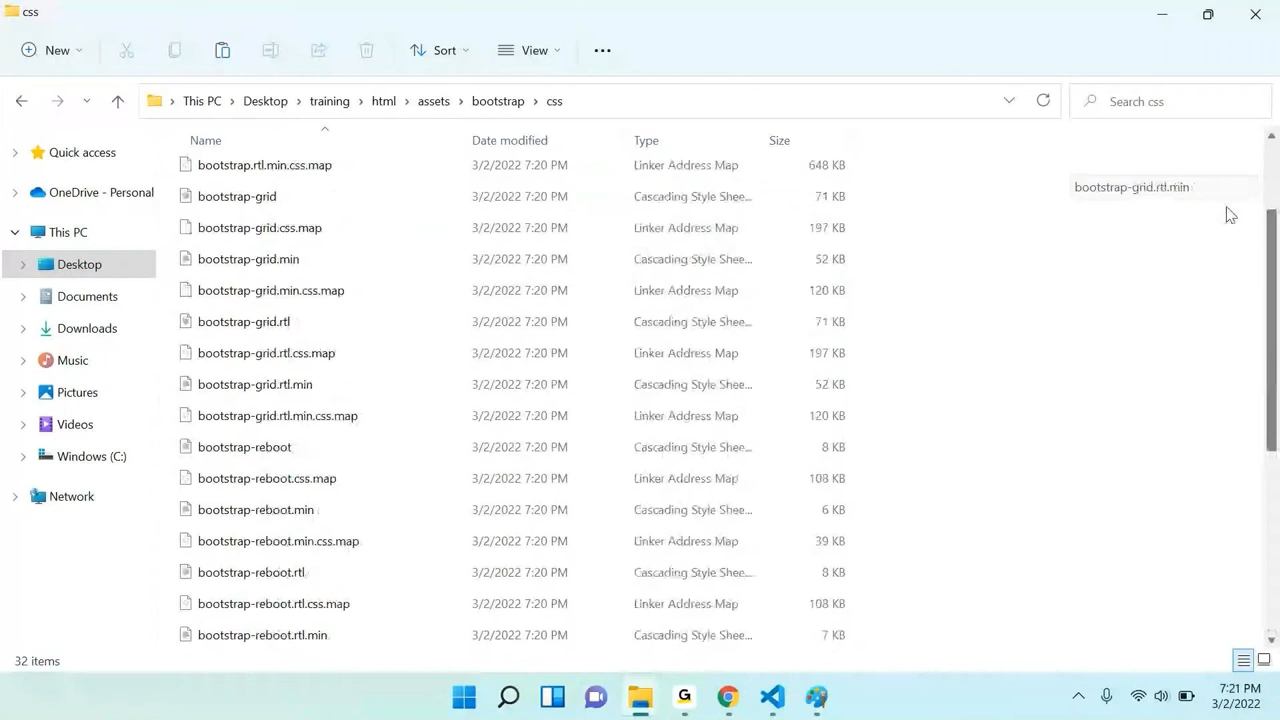 css
New Sort View
This PC Desktop training html assets bootstrap css Search css
Name Date modified Type Size
Quick access
OneDrive - Personal
This PC
Desktop
Documents
Downloads
Music
Pictures
Videos
Windows (C:)
Network
bootstrap.rtl.min.css.map 3/2/2022 7:20 PM Linker Address Map 648 KB
bootstrap-grid 3/2/2022 7:20 PM Cascading Style Shee... 71 KB
bootstrap-grid.css.map 3/2/2022 7:20 PM Linker Address Map 197 KB
bootstrap-grid.min 3/2/2022 7:20 PM Cascading Style Shee... 52 KB
bootstrap-grid.min.css.map 3/2/2022 7:20 PM Linker Address Map 120 KB
bootstrap-grid.rtl 3/2/2022 7:20 PM Cascading Style Shee... 71 KB
bootstrap-grid.rtl.css.map 3/2/2022 7:20 PM Linker Address Map 197 KB
bootstrap-grid.rtl.min 3/2/2022 7:20 PM Cascading Style Shee... 52 KB
bootstrap-grid.rtl.min.css.map 3/2/2022 7:20 PM Linker Address Map 120 KB
bootstrap-reboot 3/2/2022 7:20 PM Cascading Style Shee... 8 KB
bootstrap-reboot.css.map 3/2/2022 7:20 PM Linker Address Map 108 KB
bootstrap-reboot.min 3/2/2022 7:20 PM Cascading Style Shee... 6 KB
bootstrap-reboot.min.css.map 3/2/2022 7:20 PM Linker Address Map 39 KB
bootstrap-reboot.rtl 3/2/2022 7:20 PM Cascading Style Shee... 8 KB
bootstrap-reboot.rtl.css.map 3/2/2022 7:20 PM Linker Address Map 108 KB
bootstrap-reboot.rtl.min 3/2/2022 7:20 PM Cascading Style Shee... 7 KB
bootstrap-grid.rtl.min
32 items
G
7:21 PM
3/2/2022